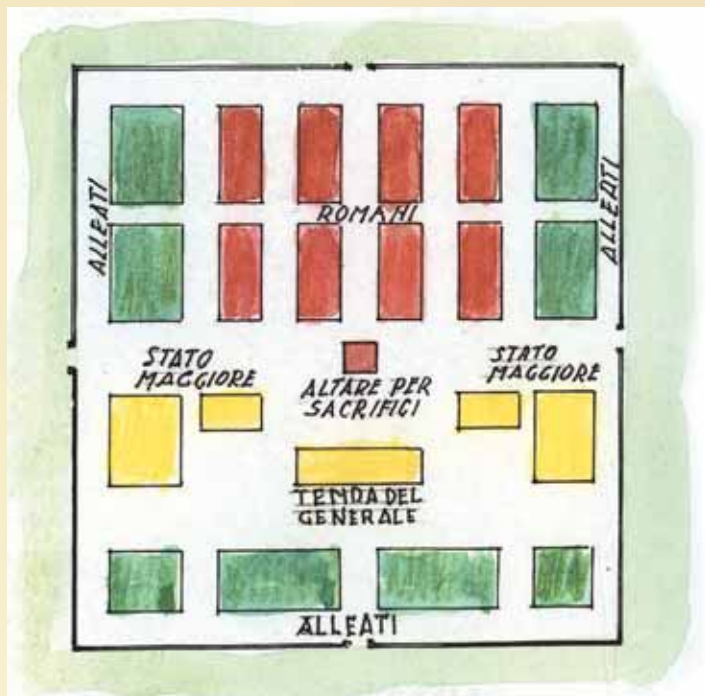 ALLEATI
ROMANI
ALLEATI
STATO
MAGGIORE
ALTARE PER
SACRIFICI
STATO
MAGGIORE
TENDA DEL
GENERALE
ALLEATI